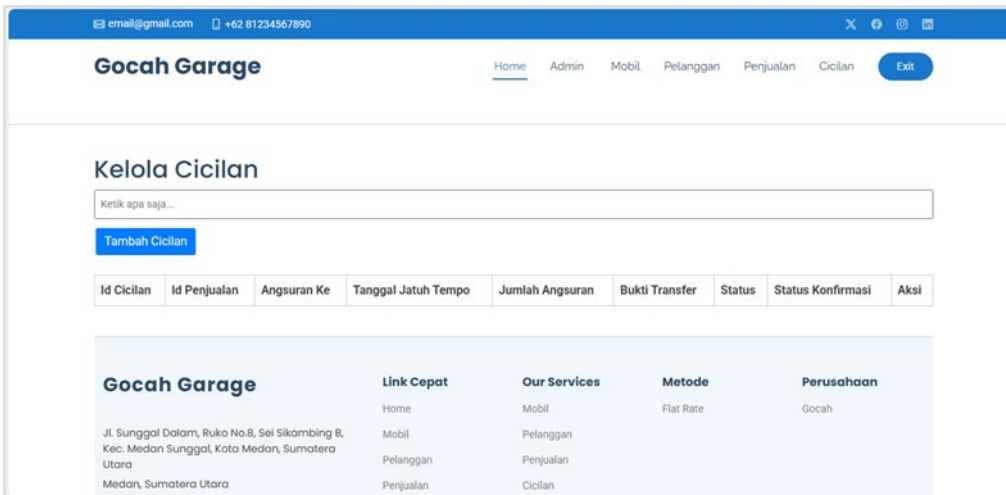 email@gmail.com +62 81234567890
Gocah Garage
Home Admin Mobil Pelanggan Penjualan Cicilan Exit
Kelola Cicilan
Ketik apa saja...
Tambah Cicilan
Id Cicilan Id Penjualan Angsuran Ke Tanggal Jatuh Tempo Jumlah Angsuran Bukti Transfer Status Status Konfirmasi Aksi
Gocah Garage
Jl. Sunggal Dalam, Ruko No.8, Sei Sikambing B,
Kec. Medan Sunggal, Kota Medan, Sumatera
Utara
Medan, Sumatera Utara
Link Cepat
Home
Mobil
Pelanggan
Penjualan
Our Services
Mobil
Pelanggan
Penjualan
Cicilan
Metode
Flat Rate
Perusahaan
Gocah